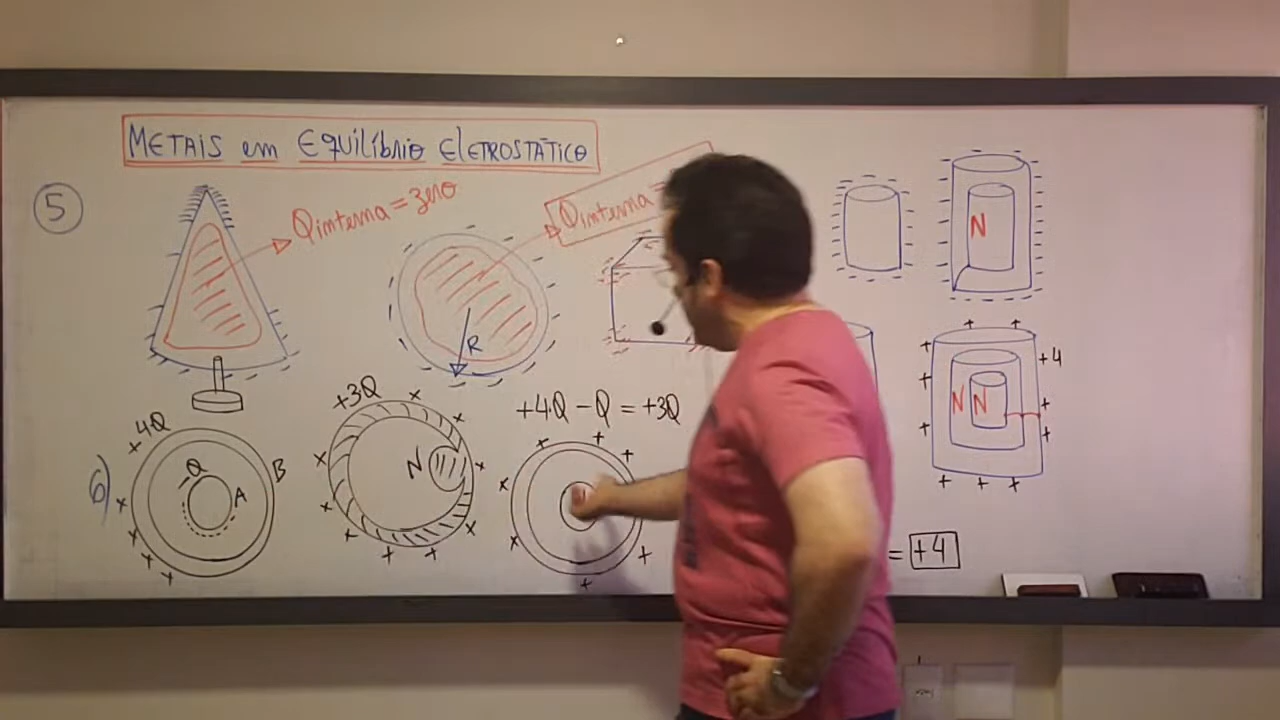 METAIS em EQUILÍBRIO ELETROSTÁTICO
5
Qinterna = zero
Qinterna =
R
N
+4
N N
+3Q
+4Q − Q = +3Q
+4Q
6)
-Q
A
B
N
= +4